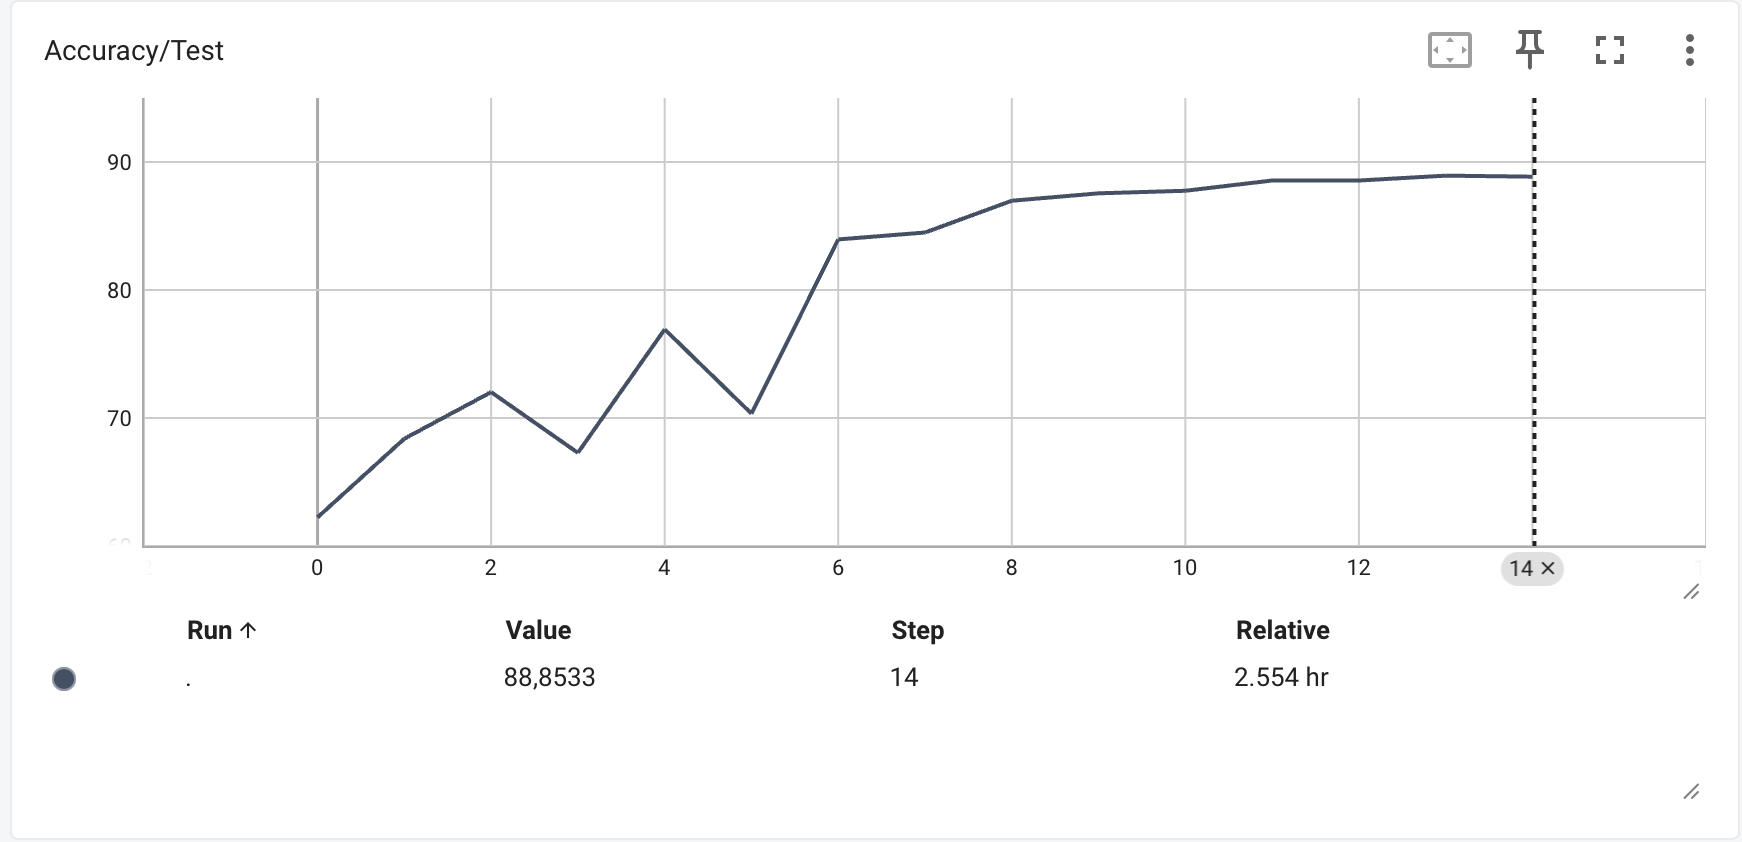 Accuracy/Test
90
80
70
0 2 4 6 8 10 12 14 ×
Run ↑ Value Step Relative
. 88,8533 14 2.554 hr